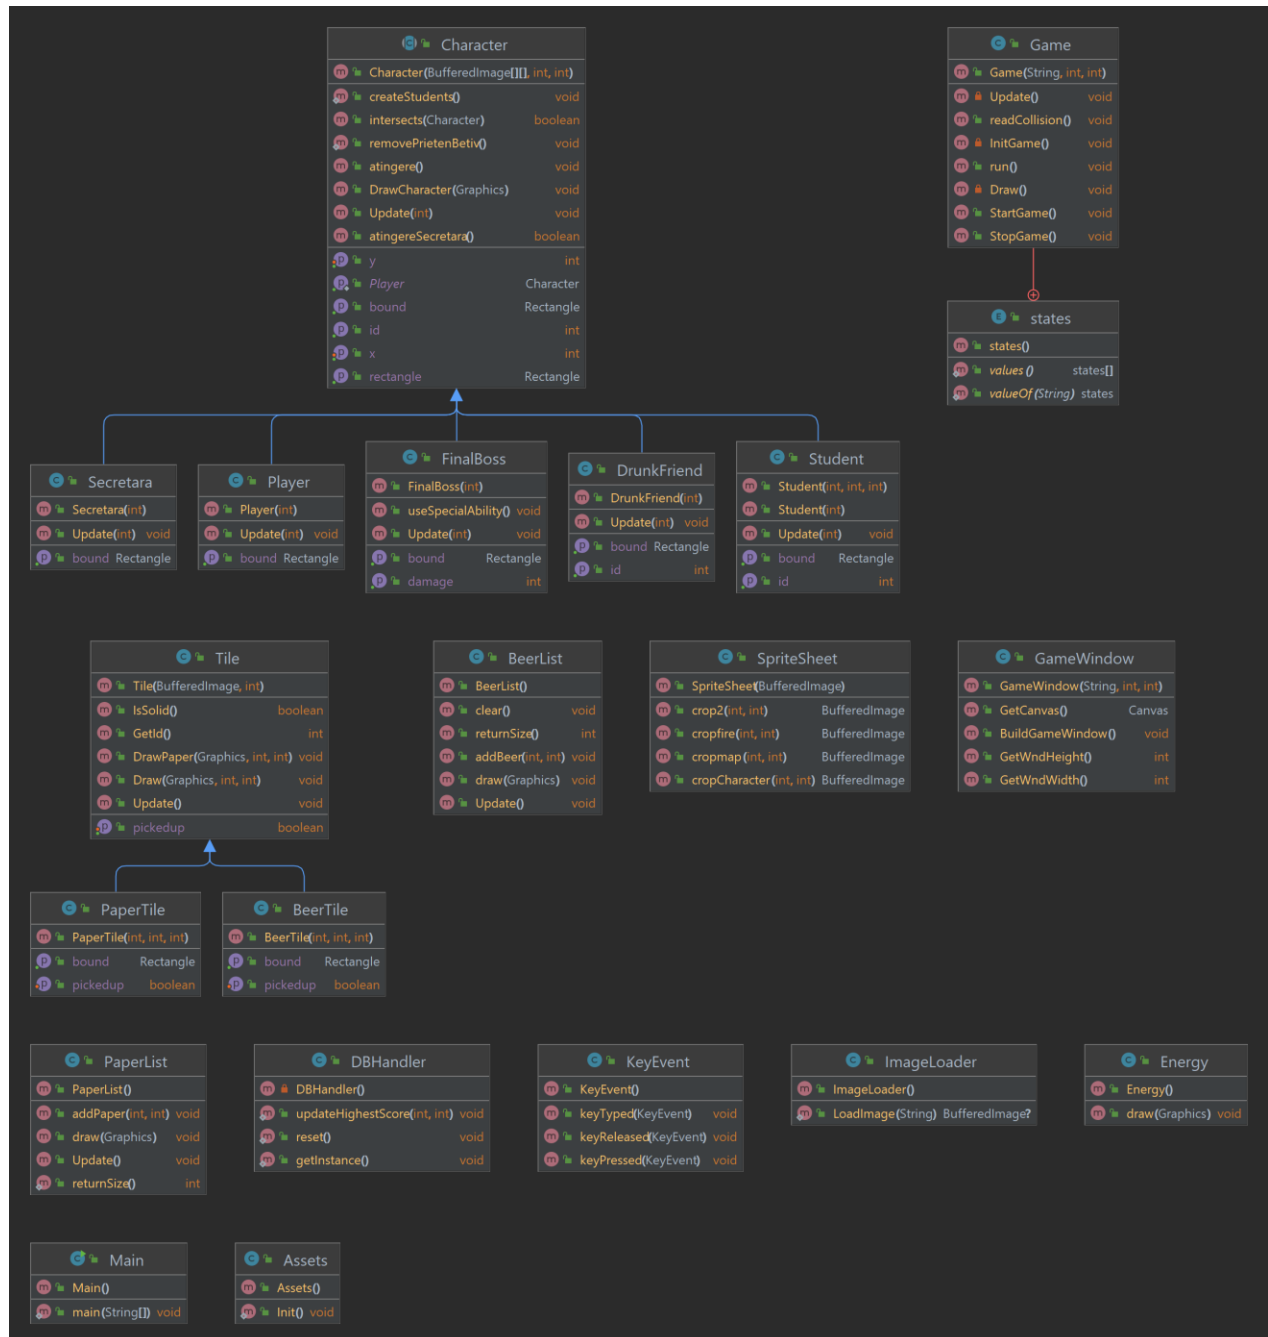 Character
Character(BufferedImage[][], int, int)
createStudents() void
intersects(Character) boolean
removePrietenBetiv() void
atingere() void
DrawCharacter(Graphics) void
Update(int) void
atingereSecretara() boolean
y int
Player Character
bound Rectangle
id int
x int
rectangle Rectangle
Game
Game(String, int, int)
Update() void
readCollision() void
InitGame() void
run() void
Draw() void
StartGame() void
StopGame() void
states
states()
values() states[]
valueOf(String) states
Secretara
Secretara(int)
Update(int) void
bound Rectangle
Player
Player(int)
Update(int) void
bound Rectangle
FinalBoss
FinalBoss(int)
useSpecialAbility() void
Update(int) void
bound Rectangle
damage int
DrunkFriend
DrunkFriend(int)
Update(int) void
bound Rectangle
id int
Student
Student(int, int, int)
Student(int)
Update(int) void
bound Rectangle
id int
Tile
Tile(BufferedImage, int)
IsSolid() boolean
GetId() int
DrawPaper(Graphics, int, int) void
Draw(Graphics, int, int) void
Update() void
pickedup boolean
BeerList
BeerList()
clear() void
returnSize() int
addBeer(int, int) void
draw(Graphics) void
Update() void
SpriteSheet
SpriteSheet(BufferedImage)
crop2(int, int) BufferedImage
cropfire(int, int) BufferedImage
cropmap(int, int) BufferedImage
cropCharacter(int, int) BufferedImage
GameWindow
GameWindow(String, int, int)
GetCanvas() Canvas
BuildGameWindow() void
GetWndHeight() int
GetWndWidth() int
PaperTile
PaperTile(int, int, int)
bound Rectangle
pickedup boolean
BeerTile
BeerTile(int, int, int)
bound Rectangle
pickedup boolean
PaperList
PaperList()
addPaper(int, int) void
draw(Graphics) void
Update() void
returnSize() int
DBHandler
DBHandler()
updateHighestScore(int, int) void
reset() void
getInstance() void
KeyEvent
KeyEvent()
keyTyped(KeyEvent) void
keyReleased(KeyEvent) void
keyPressed(KeyEvent) void
ImageLoader
ImageLoader()
LoadImage(String) BufferedImage?
Energy
Energy()
draw(Graphics) void
Main
Main()
main(String[]) void
Assets
Assets()
Init() void